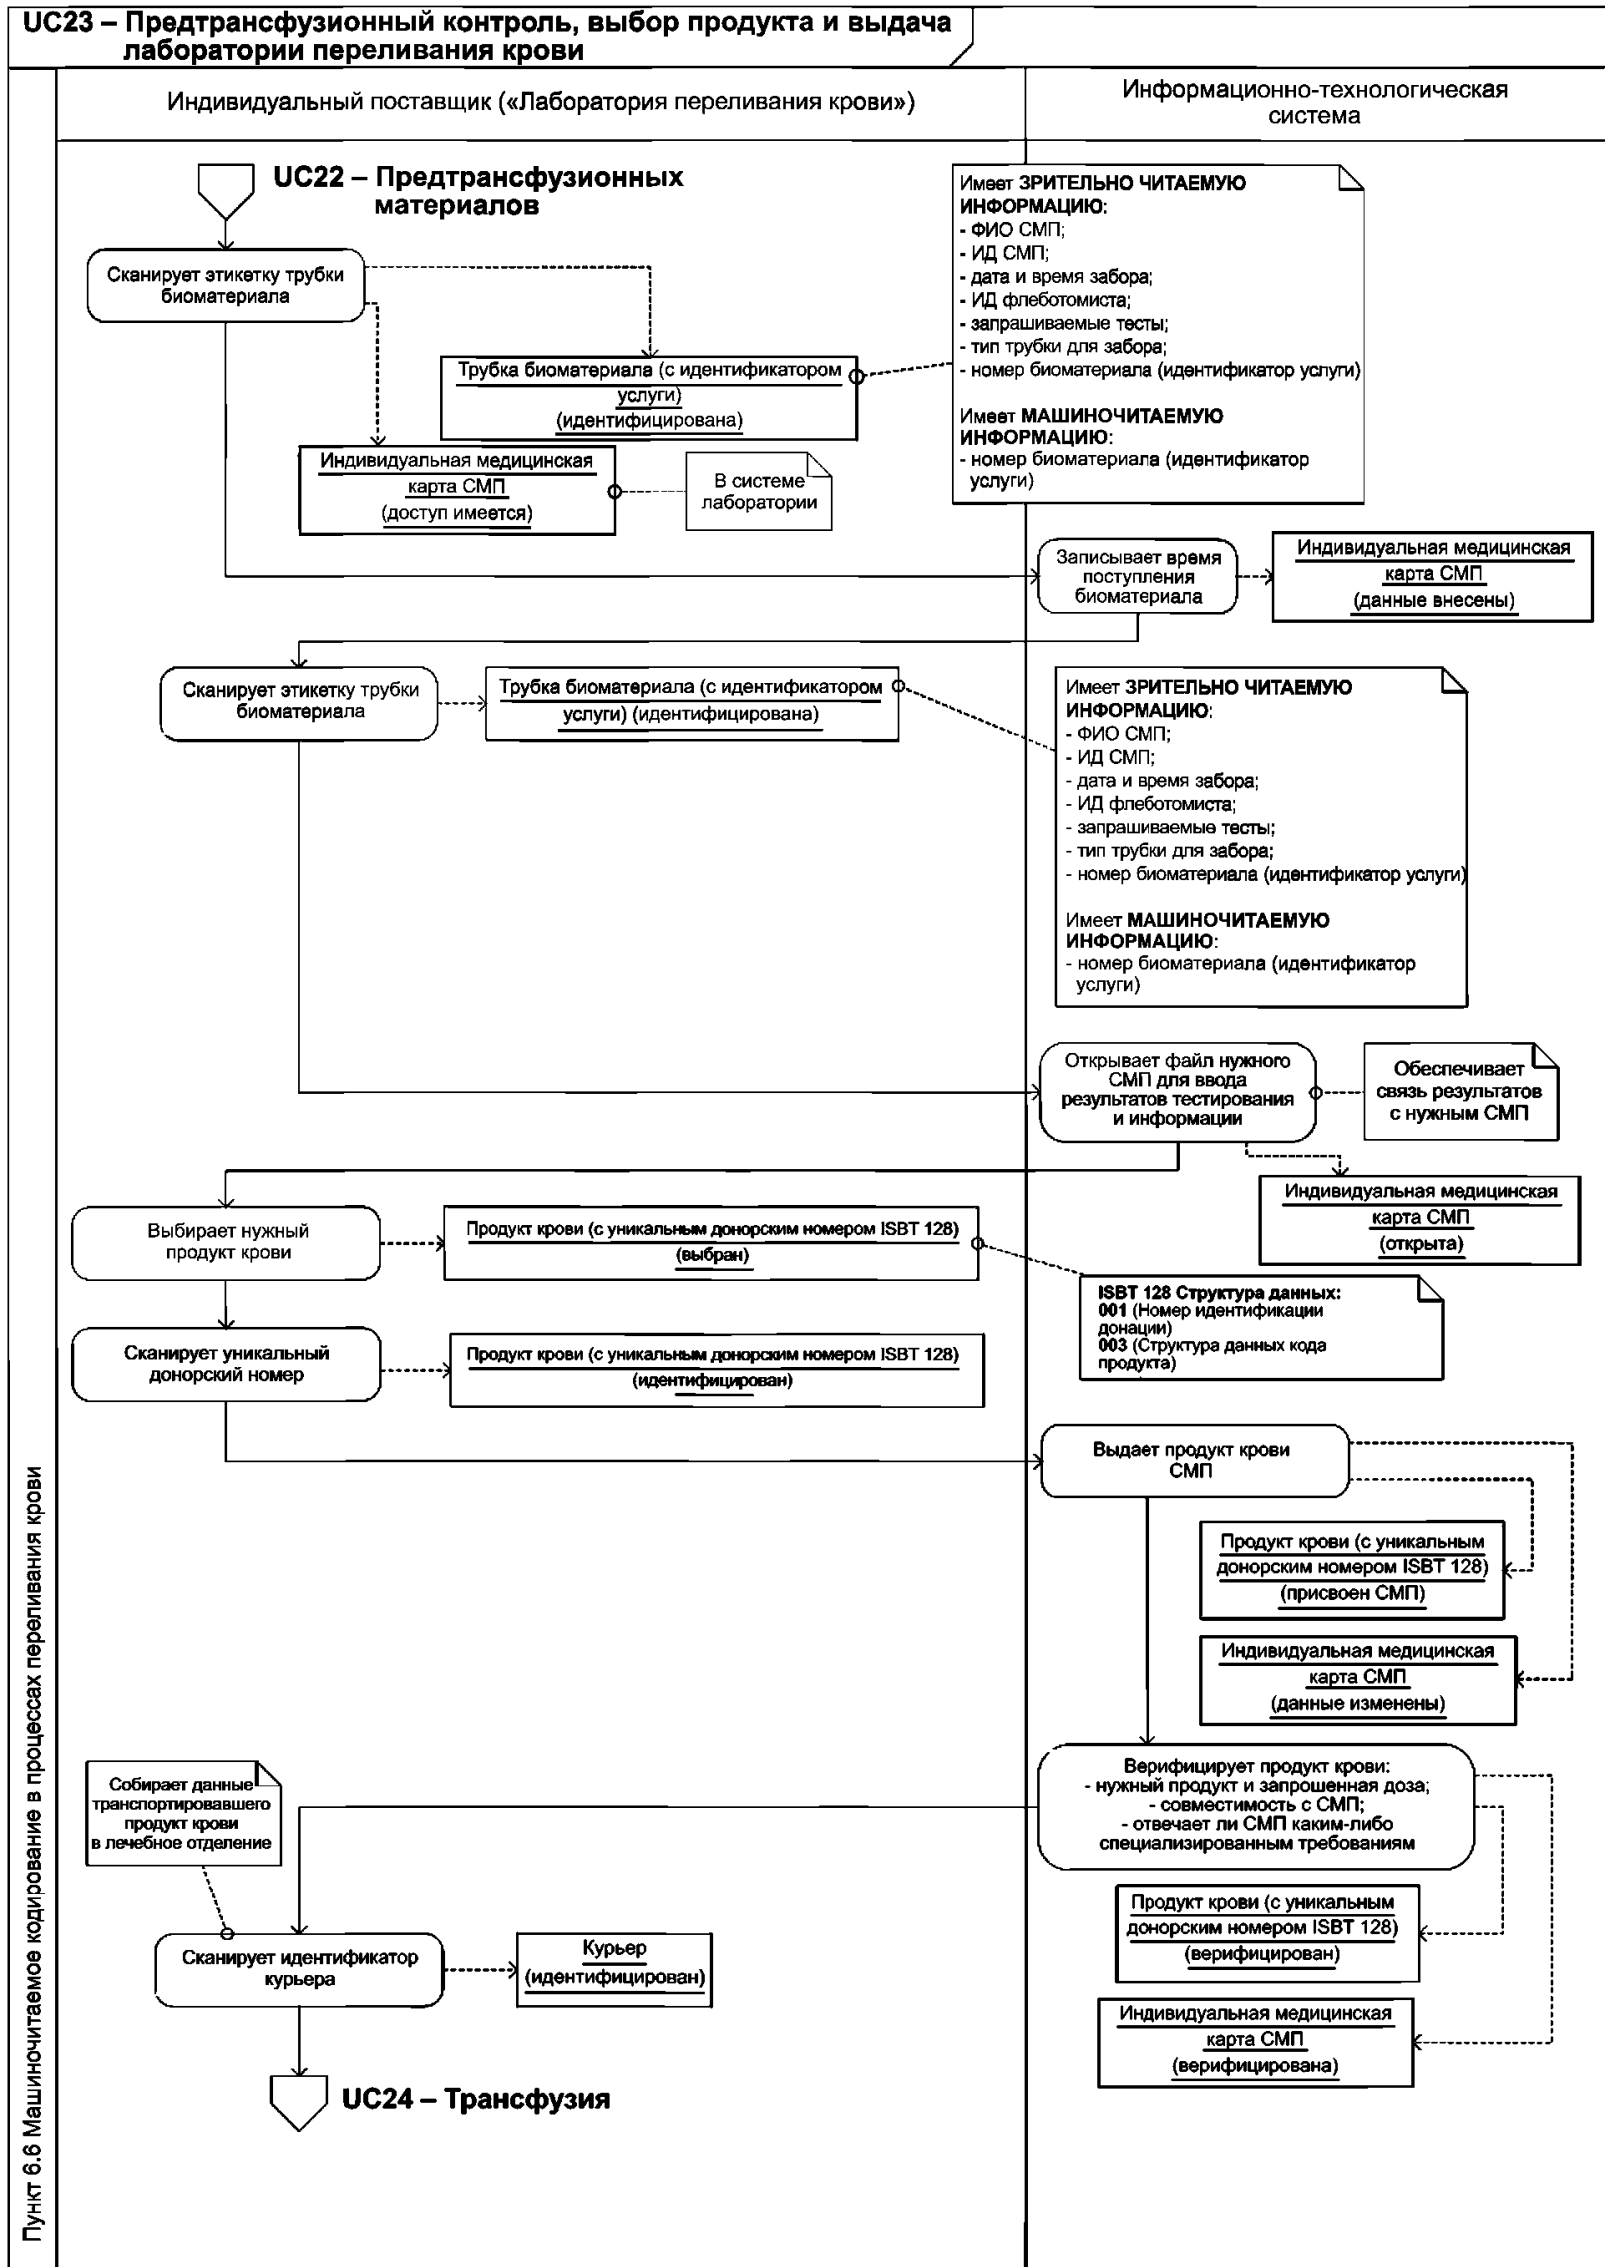 UC23 – Предтрансфузионный контроль, выбор продукта и выдача
лаборатории переливания крови
Индивидуальный поставщик («Лаборатория переливания крови»)
Информационно-технологическая
система
UC22 – Предтрансфузионных
материалов
Сканирует этикетку трубки
биоматериала
Имеет ЗРИТЕЛЬНО ЧИТАЕМУЮ
ИНФОРМАЦИЮ:
- ФИО СМП;
- ИД СМП;
- дата и время забора;
- ИД флеботомиста;
- запрашиваемые тесты;
- тип трубки для забора;
- номер биоматериала (идентификатор услуги)
Имеет МАШИНОЧИТАЕМУЮ
ИНФОРМАЦИЮ:
- номер биоматериала (идентификатор
услуги)
Трубка биоматериала (с идентификатором
услуги)
(идентифицирована)
Индивидуальная медицинская
карта СМП
(доступ имеется)
В системе
лаборатории
Записывает время
поступления
биоматериала
Индивидуальная медицинская
карта СМП
(данные внесены)
Сканирует этикетку трубки
биоматериала
Трубка биоматериала (с идентификатором
услуги) (идентифицирована)
Имеет ЗРИТЕЛЬНО ЧИТАЕМУЮ
ИНФОРМАЦИЮ:
- ФИО СМП;
- ИД СМП;
- дата и время забора;
- ИД флеботомиста;
- запрашиваемые тесты;
- тип трубки для забора;
- номер биоматериала (идентификатор услуги)
Имеет МАШИНОЧИТАЕМУЮ
ИНФОРМАЦИЮ:
- номер биоматериала (идентификатор
услуги)
Открывает файл нужного
СМП для ввода
результатов тестирования
и информации
Обеспечивает
связь результатов
с нужным СМП
Индивидуальная медицинская
карта СМП
(открыта)
Выбирает нужный
продукт крови
Продукт крови (с уникальным донорским номером ISBT 128)
(выбран)
ISBT 128 Структура данных:
001 (Номер идентификации
донации)
003 (Структура данных кода
продукта)
Сканирует уникальный
донорский номер
Продукт крови (с уникальным донорским номером ISBT 128)
(идентифицирован)
Выдает продукт крови
СМП
Продукт крови (с уникальным
донорским номером ISBT 128)
(присвоен СМП)
Индивидуальная медицинская
карта СМП
(данные изменены)
Верифицирует продукт крови:
- нужный продукт и запрошенная доза;
- совместимость с СМП;
- отвечает ли СМП каким-либо
специализированным требованиям
Собирает данные
транспортировавшего
продукт крови
в лечебное отделение
Продукт крови (с уникальным
донорским номером ISBT 128)
(верифицирован)
Сканирует идентификатор
курьера
Курьер
(идентифицирован)
Индивидуальная медицинская
карта СМП
(верифицирована)
UC24 – Трансфузия
Пункт 6.6 Машиночитаемое кодирование в процессах переливания крови